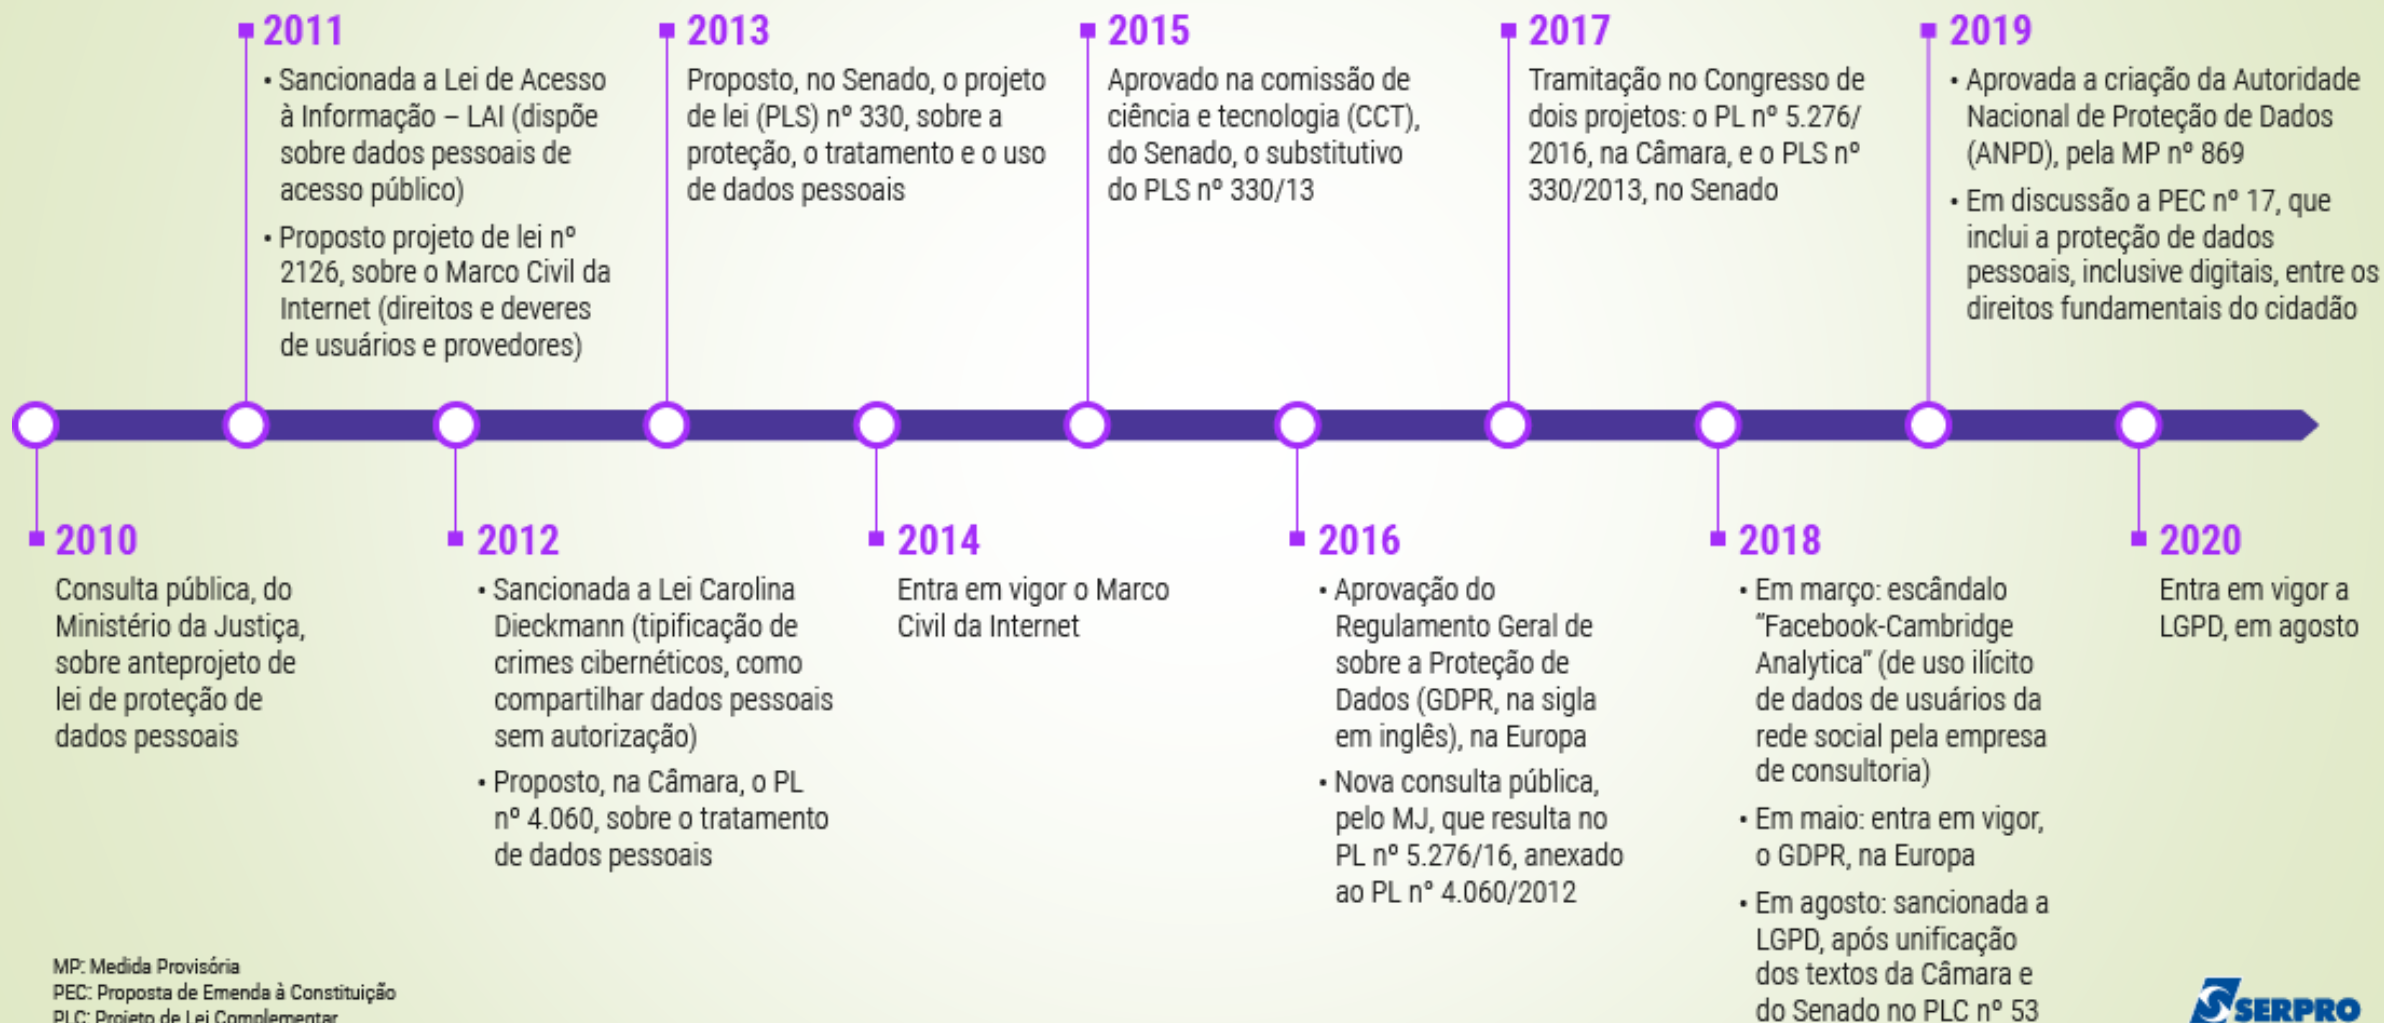 2011
• Sancionada a Lei de Acesso
à Informação – LAI (dispõe
sobre dados pessoais de
acesso público)
• Proposto projeto de lei nº
2126, sobre o Marco Civil da
Internet (direitos e deveres
de usuários e provedores)
2013
Proposto, no Senado, o projeto
de lei (PLS) nº 330, sobre a
proteção, o tratamento e o uso
de dados pessoais
2015
Aprovado na comissão de
ciência e tecnologia (CCT),
do Senado, o substitutivo
do PLS nº 330/13
2017
Tramitação no Congresso de
dois projetos: o PL nº 5.276/
2016, na Câmara, e o PLS nº
330/2013, no Senado
2019
• Aprovada a criação da Autoridade
Nacional de Proteção de Dados
(ANPD), pela MP nº 869
• Em discussão a PEC nº 17, que
inclui a proteção de dados
pessoais, inclusive digitais, entre os
direitos fundamentais do cidadão
2010
Consulta pública, do
Ministério da Justiça,
sobre anteprojeto de
lei de proteção de
dados pessoais
2012
• Sancionada a Lei Carolina
Dieckmann (tipificação de
crimes cibernéticos, como
compartilhar dados pessoais
sem autorização)
• Proposto, na Câmara, o PL
nº 4.060, sobre o tratamento
de dados pessoais
2014
Entra em vigor o Marco
Civil da Internet
2016
• Aprovação do
Regulamento Geral de
sobre a Proteção de
Dados (GDPR, na sigla
em inglês), na Europa
• Nova consulta pública,
pelo MJ, que resulta no
PL nº 5.276/16, anexado
ao PL nº 4.060/2012
2018
• Em março: escândalo
"Facebook-Cambridge
Analytica" (de uso ilícito
de dados de usuários da
rede social pela empresa
de consultoria)
• Em maio: entra em vigor,
o GDPR, na Europa
• Em agosto: sancionada a
LGPD, após unificação
dos textos da Câmara e
do Senado no PLC nº 53
2020
Entra em vigor a
LGPD, em agosto
MP: Medida Provisória
PEC: Proposta de Emenda à Constituição
PLC: Projeto de Lei Complementar
SERPRO